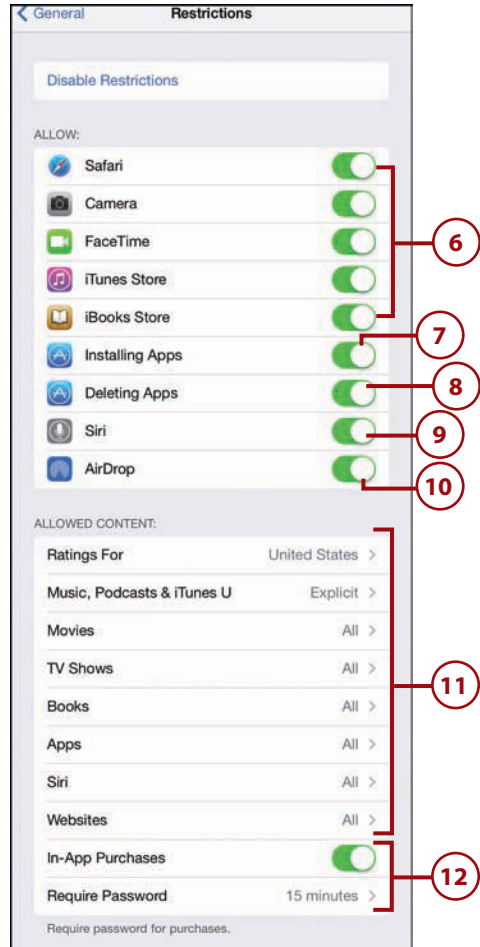 General Restrictions
Disable Restrictions
ALLOW:
Safari
Camera
FaceTime
iTunes Store
iBooks Store
6
Installing Apps
7
Deleting Apps
8
Siri
9
AirDrop
10
ALLOWED CONTENT:
Ratings For United States >
Music, Podcasts & iTunes U Explicit >
Movies All >
TV Shows All >
Books All >
11
Apps All >
Siri All >
Websites All >
In-App Purchases
12
Require Password 15 minutes >
Require password for purchases.